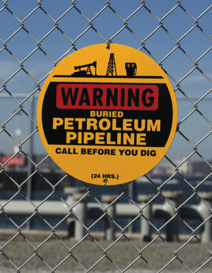 WARNING
BURIED
PETROLEUM
PIPELINE
CALL BEFORE YOU DIG
(24 HRS.)